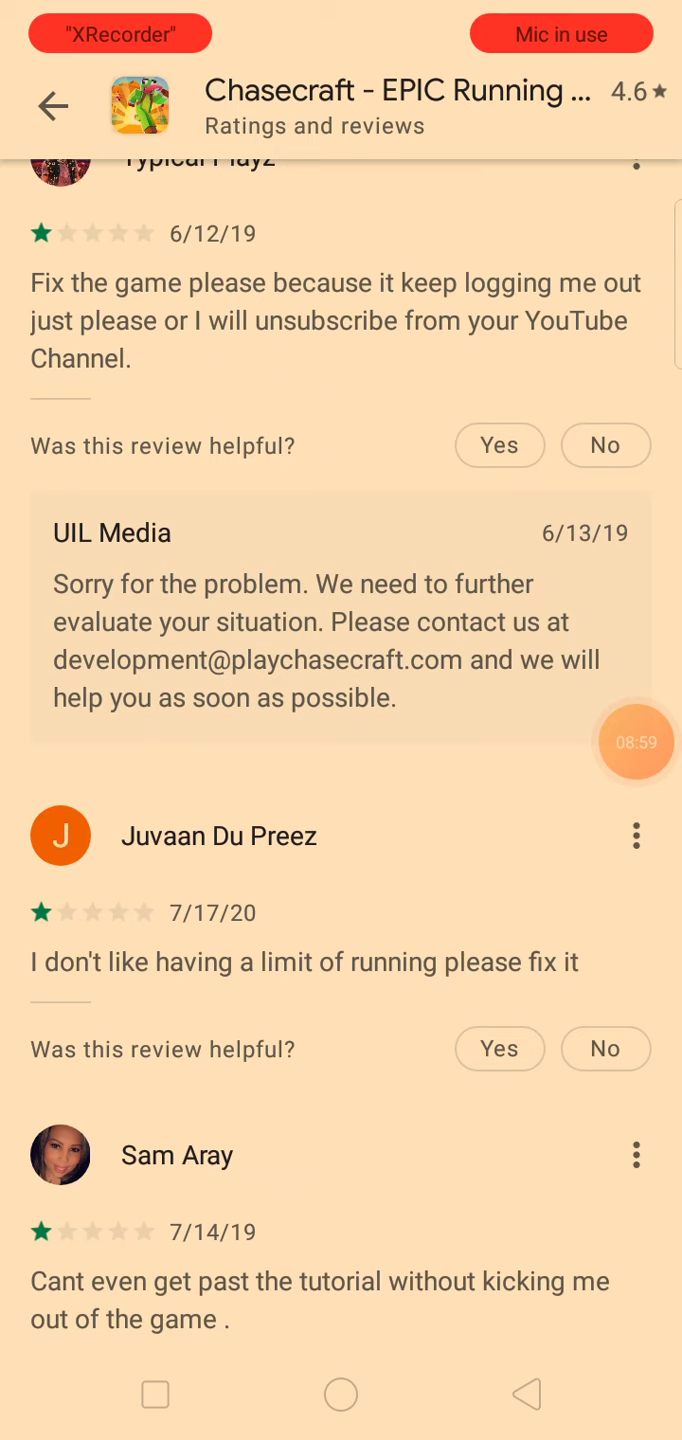 "XRecorder"
Mic in use
Chasecraft - EPIC Running ...
4.6★
Ratings and reviews
Typical Playz
6/12/19
Fix the game please because it keep logging me out
just please or I will unsubscribe from your YouTube
Channel.
Was this review helpful?
Yes
No
UIL Media
6/13/19
Sorry for the problem. We need to further
evaluate your situation. Please contact us at
development@playchasecraft.com and we will
help you as soon as possible.
08:59
J
Juvaan Du Preez
7/17/20
I don't like having a limit of running please fix it
Was this review helpful?
Yes
No
Sam Aray
7/14/19
Cant even get past the tutorial without kicking me
out of the game .